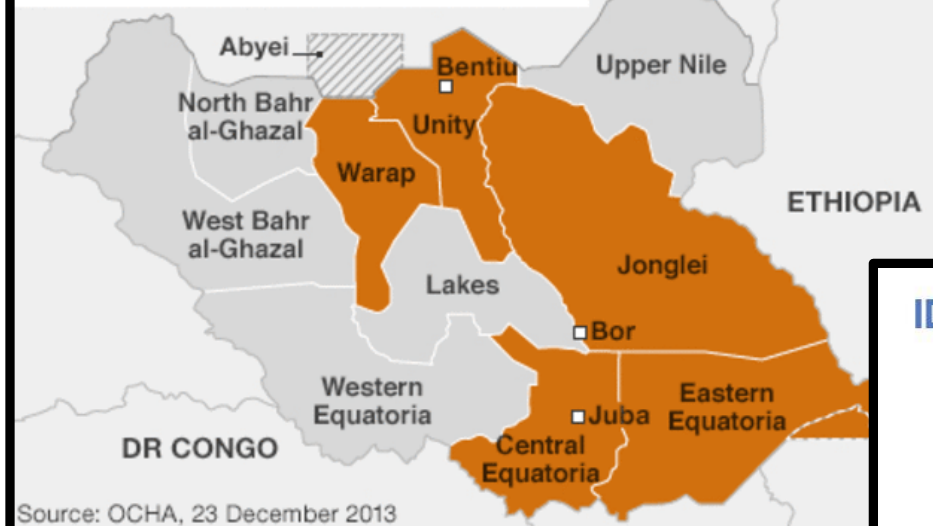 Abyei
Bentiu
Upper Nile
North Bahr
al-Ghazal
Unity
Warap
ETHIOPIA
West Bahr
al-Ghazal
Jonglei
Lakes
Bor
Western
Equatoria
Eastern
Equatoria
Juba
DR CONGO
Central
Equatoria
Source: OCHA, 23 December 2013